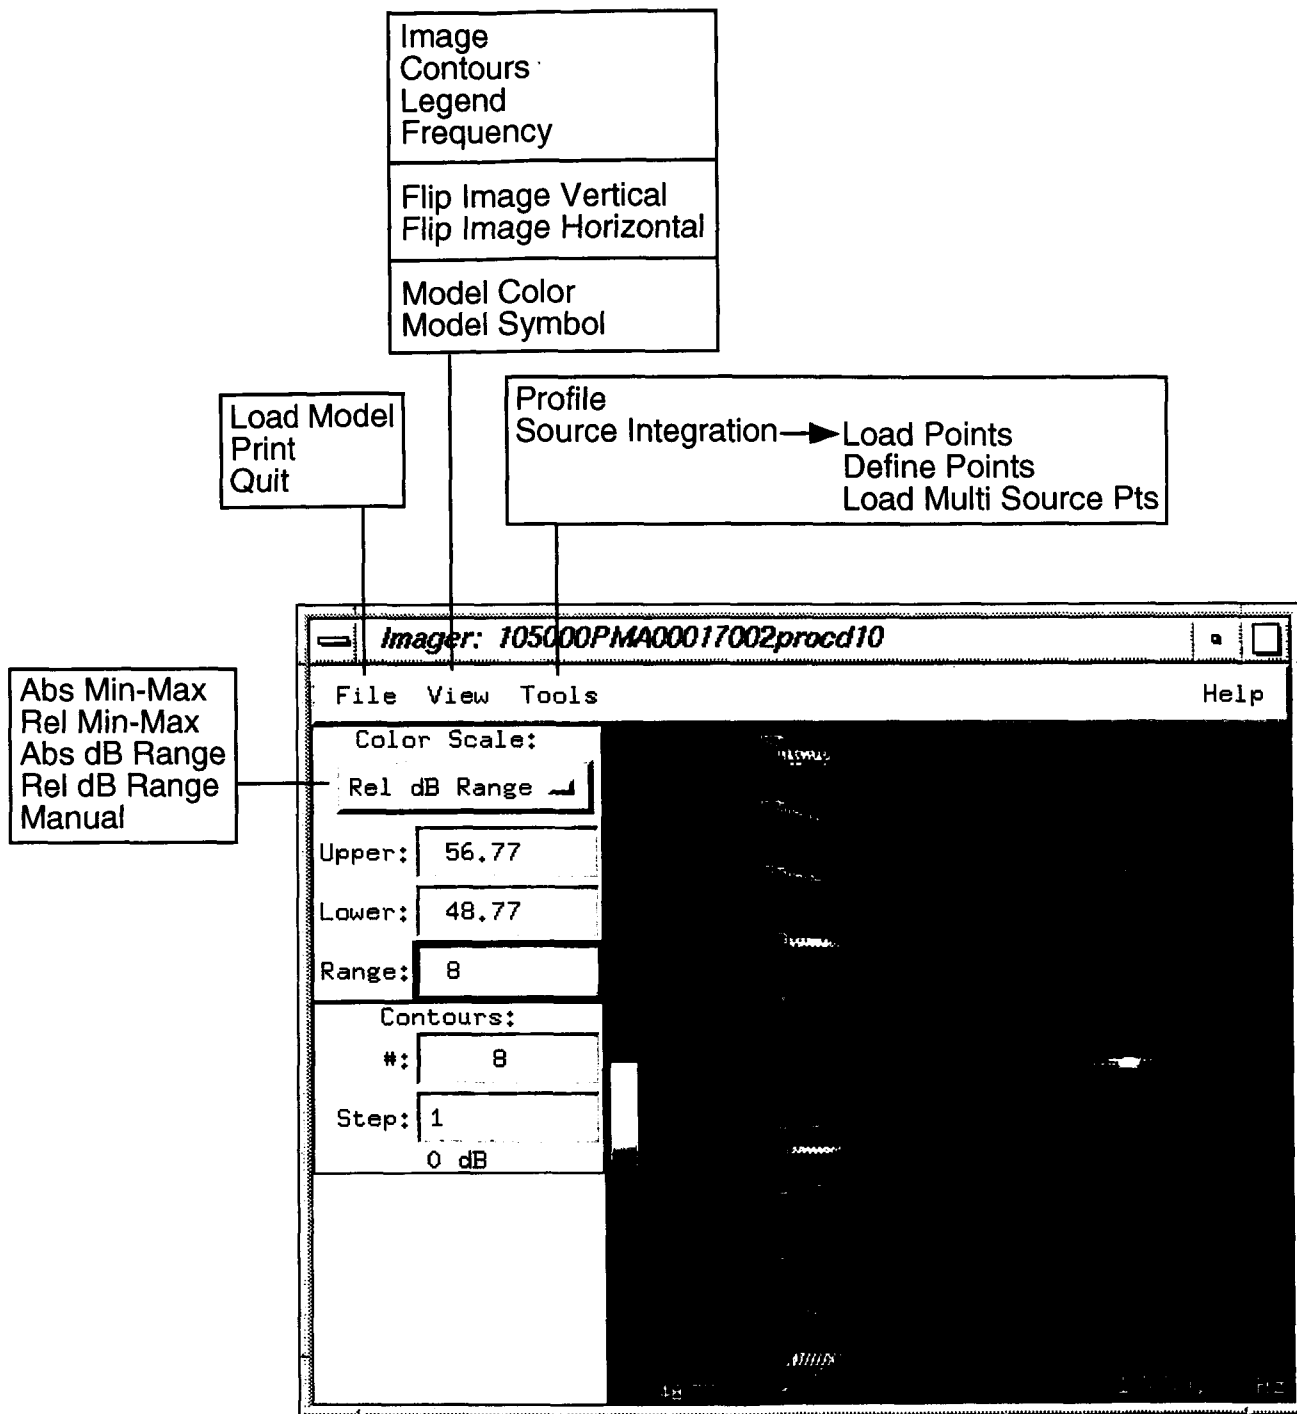 Image
Contours
Legend
Frequency
Flip Image Vertical
Flip Image Horizontal
Model Color
Model Symbol
Profile
Source Integration
Load Points
Define Points
Load Multi Source Pts
Load Model
Print
Quit
Imager: 105000PMA00017002procd10
File View Tools Help
Abs Min-Max
Rel Min-Max
Abs dB Range
Rel dB Range
Manual
Color Scale:
Rel dB Range
Upper: 56.77
Lower: 48.77
Range: 8
Contours:
#: 8
Step: 1
0 dB
48
Hz